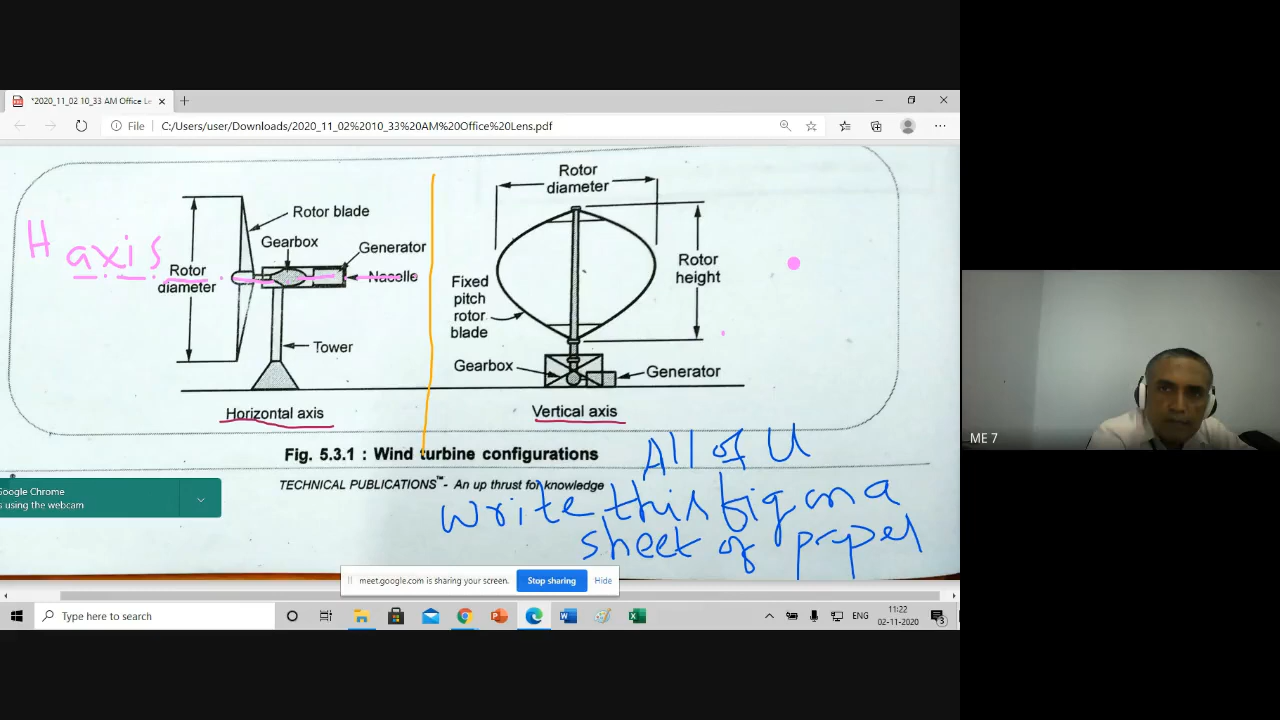 *2020_11_02 10_33 AM Office Le
File
C:/Users/user/Downloads/2020_11_02%2010_33%20AM%20Office%20Lens.pdf
H axis
Rotor blade
Gearbox
Generator
Rotor
diameter
Nacelle
Tower
Horizontal axis
Rotor
diameter
Rotor
height
Fixed
pitch
rotor
blade
Gearbox
Generator
Vertical axis
Fig. 5.3.1 : Wind turbine configurations
TECHNICAL PUBLICATIONS™- An up thrust for knowledge
All of U
write this fig on a
sheet of paper
Google Chrome
s using the webcam
meet.google.com is sharing your screen.
Stop sharing
Hide
ME 7
Type here to search
ENG
11:22
02-11-2020
3